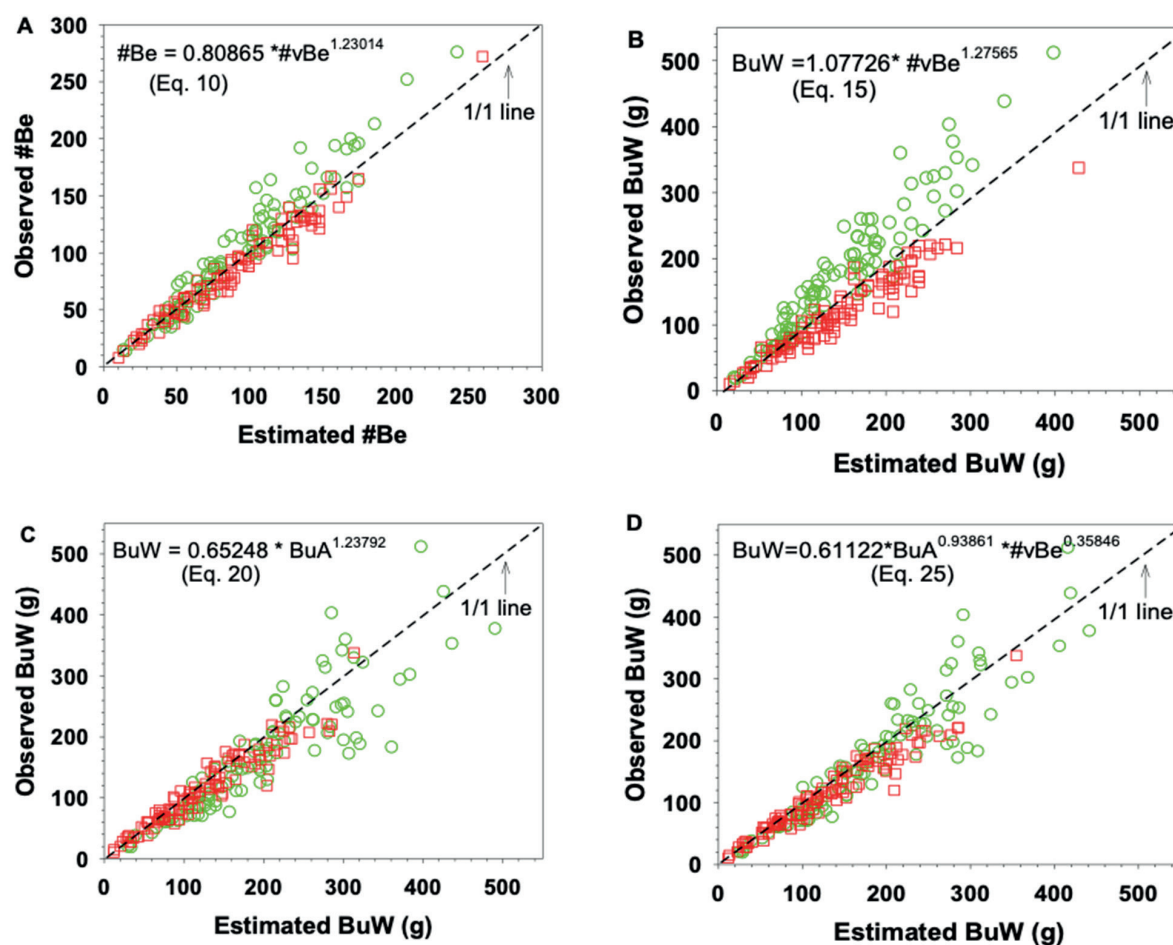 A
#Be = 0.80865 *#vBe^1.23014
(Eq. 10)
1/1 line
Observed #Be
300
250
200
150
100
50
0
50
100
150
200
250
300
Estimated #Be
B
BuW =1.07726* #vBe^1.27565
(Eq. 15)
1/1 line
Observed BuW (g)
500
400
300
200
100
0
100
200
300
400
500
Estimated BuW (g)
C
BuW = 0.65248 * BuA^1.23792
(Eq. 20)
1/1 line
Observed BuW (g)
500
400
300
200
100
0
0
100
200
300
400
500
Estimated BuW (g)
D
BuW=0.61122*BuA^0.93861 *#vBe^0.35846
(Eq. 25)
1/1 line
Observed BuW (g)
500
400
300
200
100
0
0
100
200
300
400
500
Estimated BuW (g)